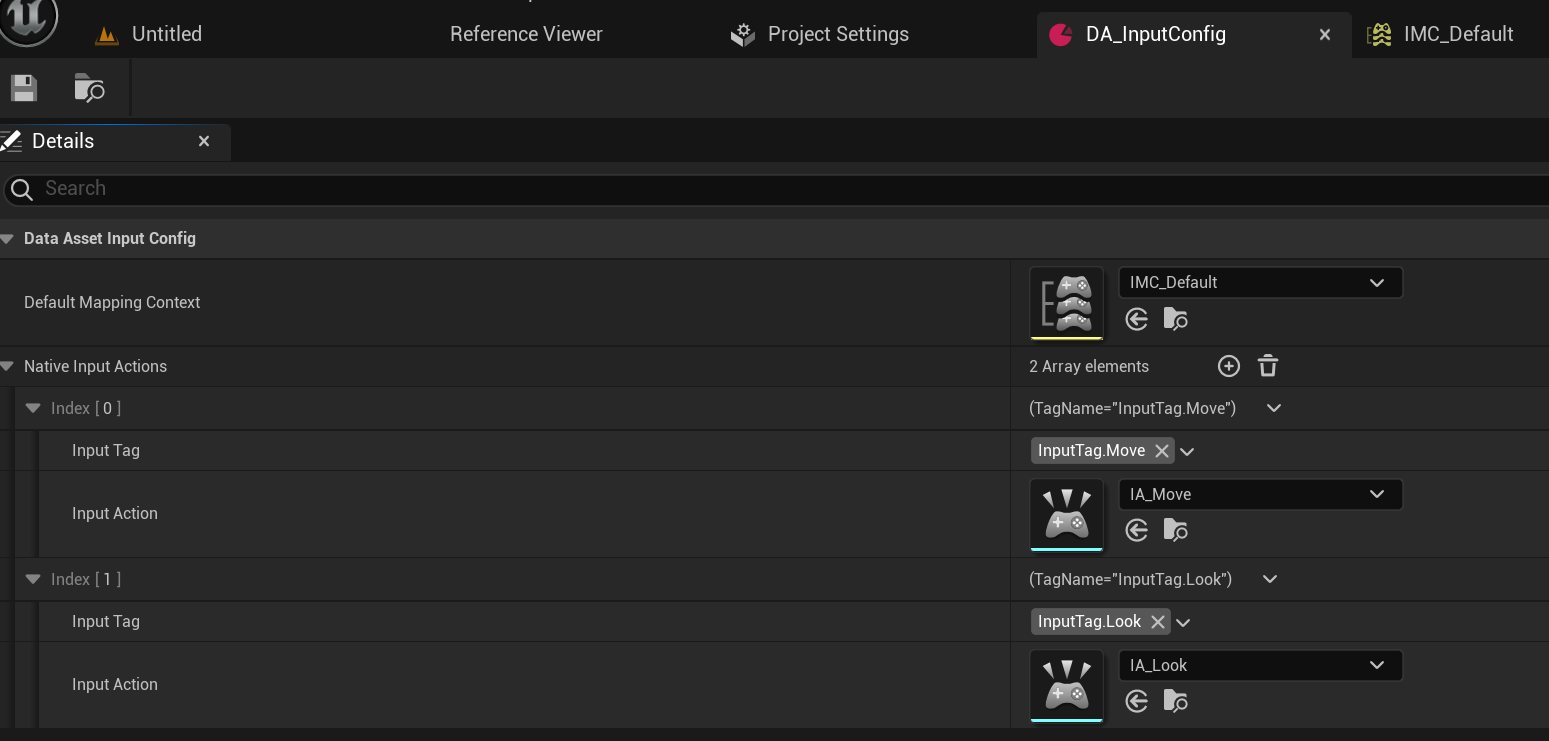 Untitled
Reference Viewer
Project Settings
DA_InputConfig
IMC_Default
Details
Search
Data Asset Input Config
Default Mapping Context
IMC_Default
Native Input Actions
2 Array elements
Index [ 0 ]
(TagName="InputTag.Move")
Input Tag
InputTag.Move
Input Action
IA_Move
Index [ 1 ]
(TagName="InputTag.Look")
Input Tag
InputTag.Look
Input Action
IA_Look